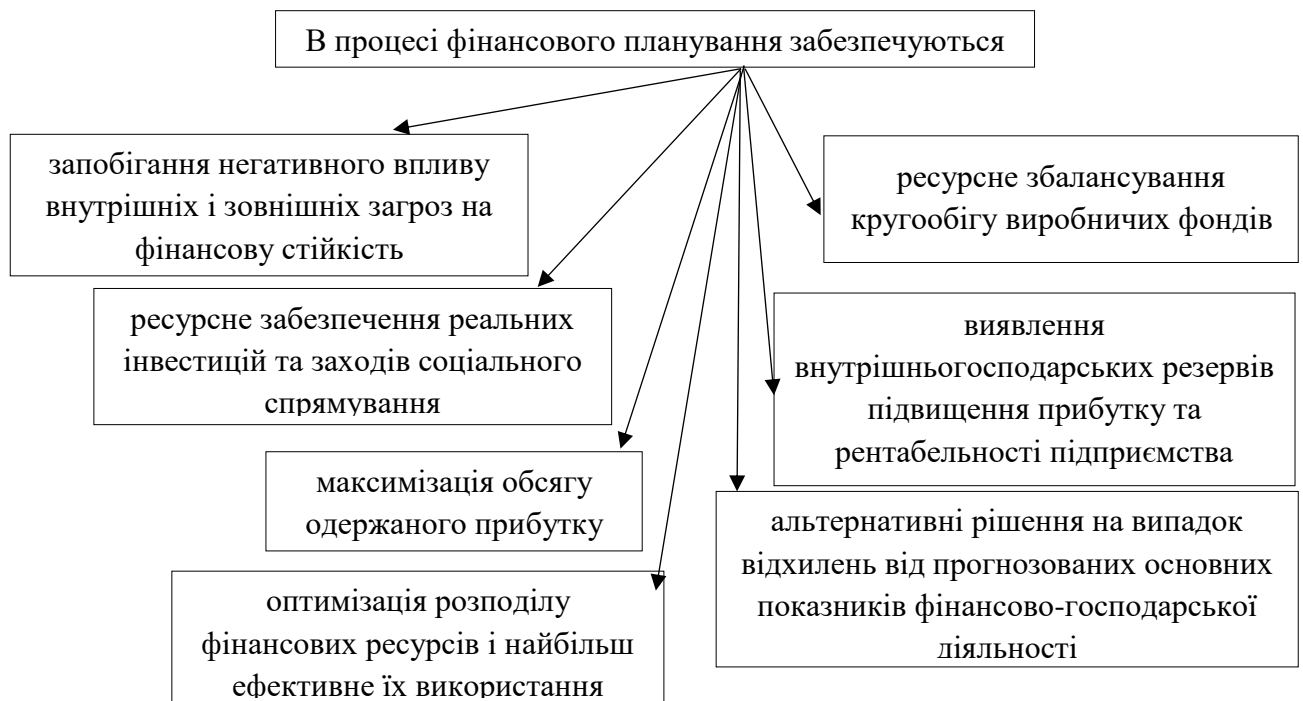 В процесі фінансового планування забезпечуються
запобігання негативного впливу
внутрішніх і зовнішніх загроз на
фінансову стійкість
ресурсне збалансування
кругообігу виробничих фондів
ресурсне забезпечення реальних
інвестицій та заходів соціального
спрямування
виявлення
внутрішньогосподарських резервів
підвищення прибутку та
рентабельності підприємства
максимізація обсягу
одержаного прибутку
альтернативні рішення на випадок
відхилень від прогнозованих основних
показників фінансово-господарської
діяльності
оптимізація розподілу
фінансових ресурсів і найбільш
ефективне їх використання